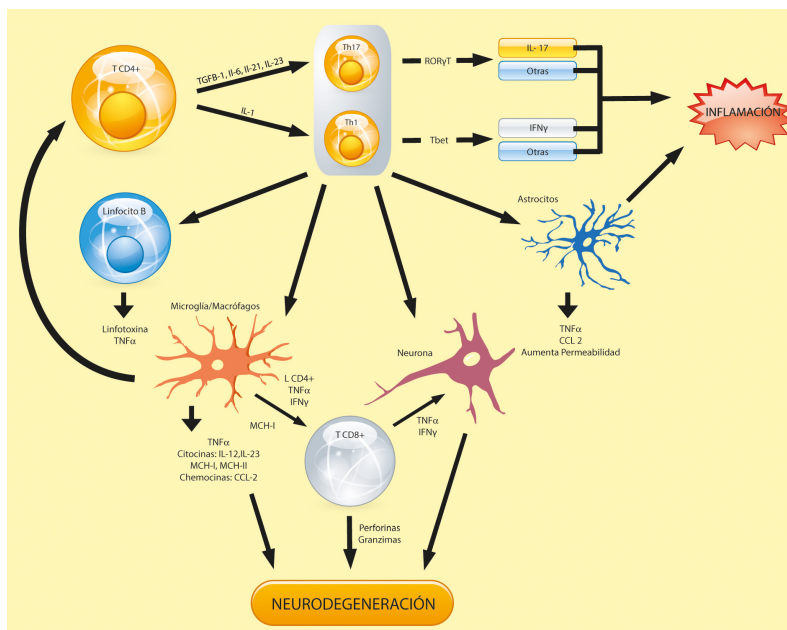 T CD4+
TGFB-1, Il-6, Il-21, IL-23
IL-1
Th17
Th1
RORγT
Tbet
IL- 17
Otras
IFNγ
Otras
INFLAMACIÓN
Linfocito B
Linfotoxina
TNFα
Microglía/Macrófagos
L CD4+
TNFα
IFNγ
MCH-I
TNFα
Citocinas: IL-12,IL-23
MCH-I, MCH-II
Chemocinas: CCL-2
T CD8+
TNFα
IFNγ
Neurona
Astrocitos
TNFα
CCL 2
Aumenta Permeabilidad
Perforinas
Granzimas
NEURODEGENERACIÓN